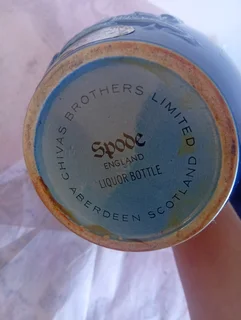 CHIVAS BROTHERS LIMITED
Spode
ENGLAND
LIQUOR BOTTLE
ABERDEEN SCOTLAND